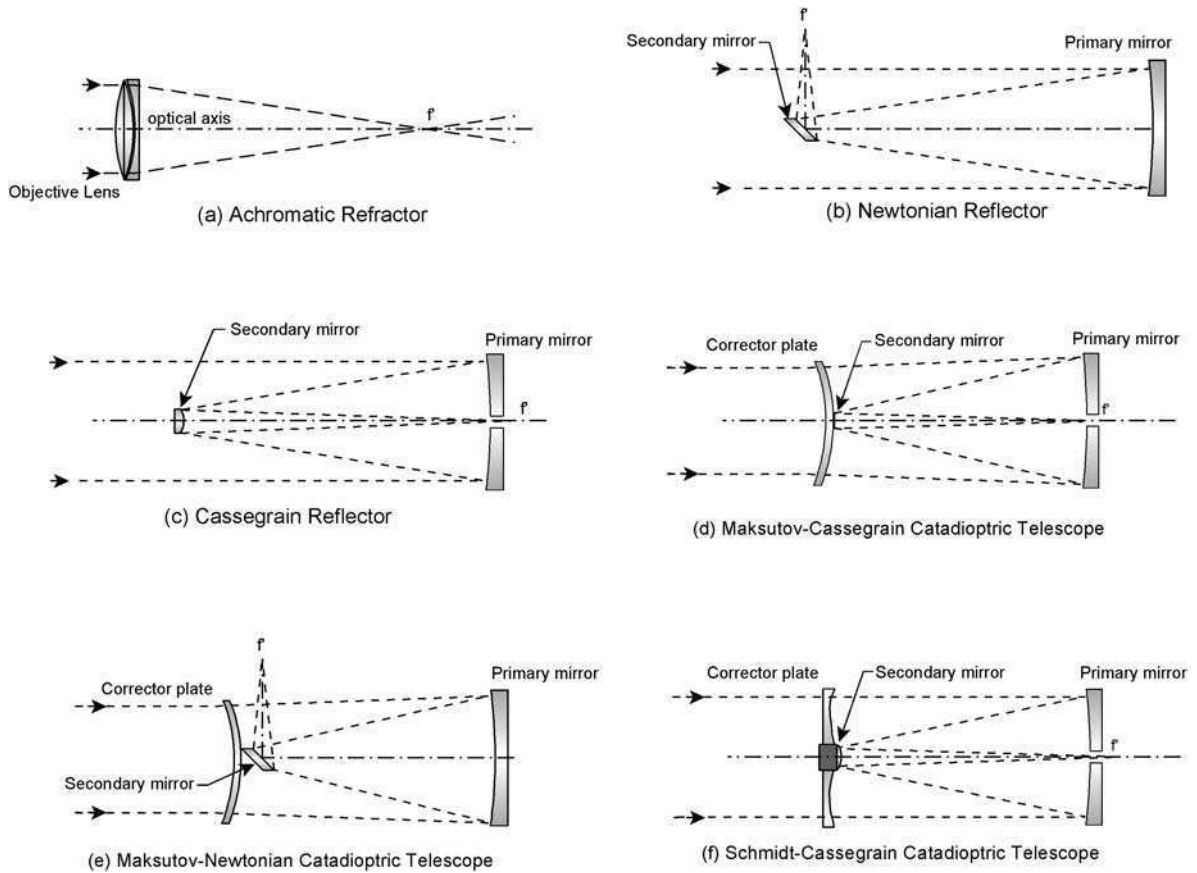 optical axis
f'
Objective Lens
(a) Achromatic Refractor
f'
Secondary mirror
Primary mirror
(b) Newtonian Reflector
Secondary mirror
Primary mirror
f'
(c) Cassegrain Reflector
Corrector plate
Secondary mirror
Primary mirror
f'
(d) Maksutov-Cassegrain Catadioptric Telescope
f'
Corrector plate
Primary mirror
Secondary mirror
(e) Maksutov-Newtonian Catadioptric Telescope
Corrector plate
Secondary mirror
Primary mirror
f'
(f) Schmidt-Cassegrain Catadioptric Telescope